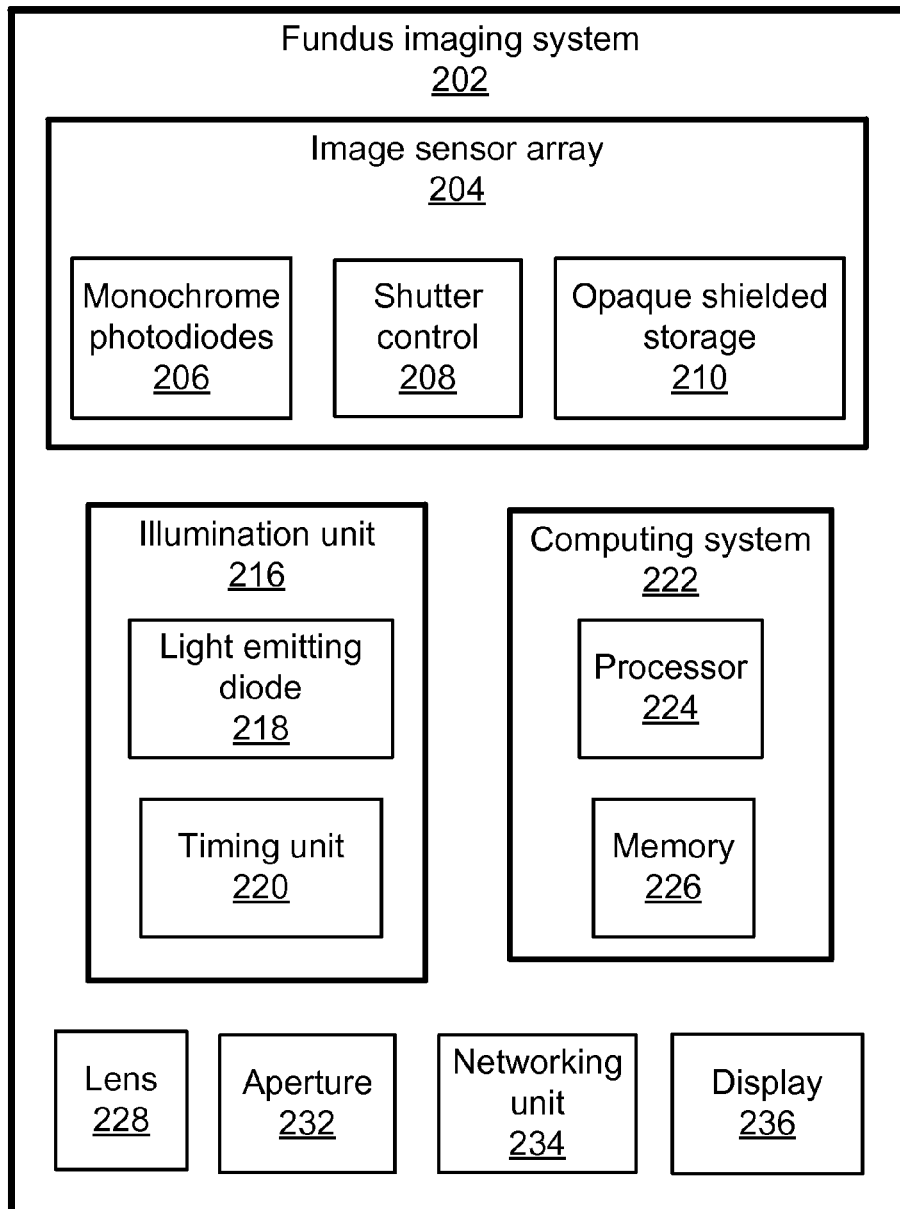 Fundus imaging system
202
Image sensor array
204
Monochrome
photodiodes
206
Shutter
control
208
Opaque shielded
storage
210
Illumination unit
216
Light emitting
diode
218
Timing unit
220
Computing system
222
Processor
224
Memory
226
Lens
228
Aperture
232
Networking
unit
234
Display
236